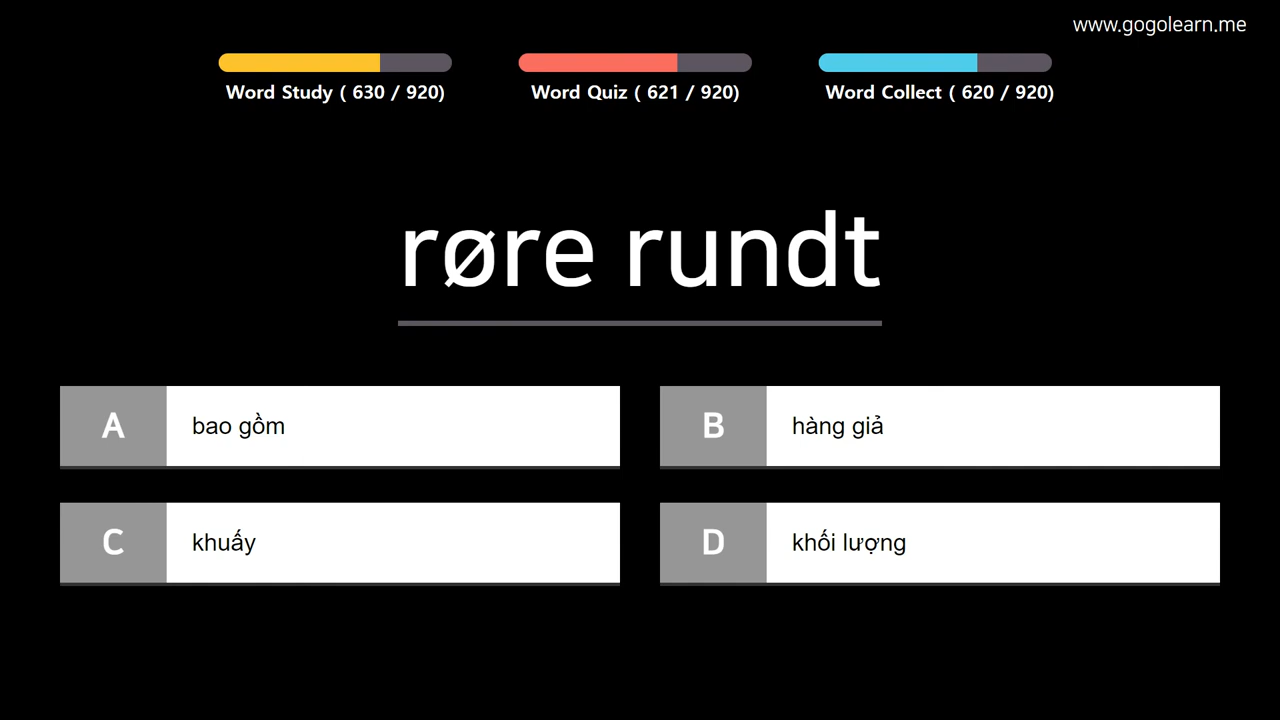 www.gogolearn.me
Word Study ( 630 / 920)
Word Quiz ( 621 / 920)
Word Collect ( 620 / 920)
røre rundt
A
bao gồm
B
hàng giả
C
khuấy
D
khối lượng